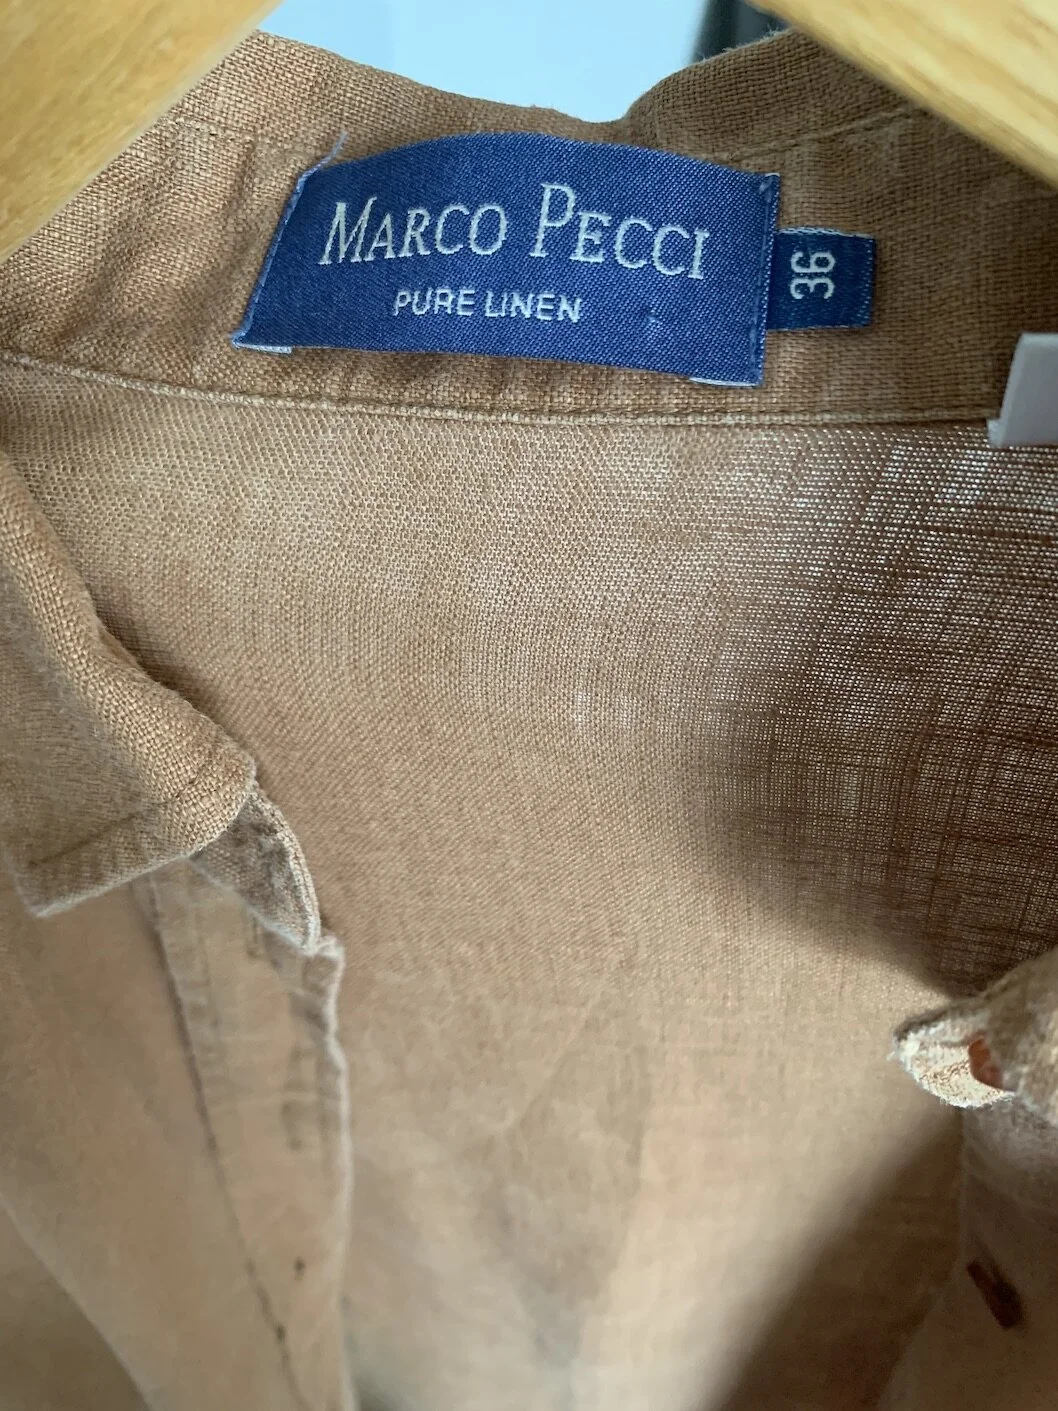 MARCO PECCI
PURE LINEN
36